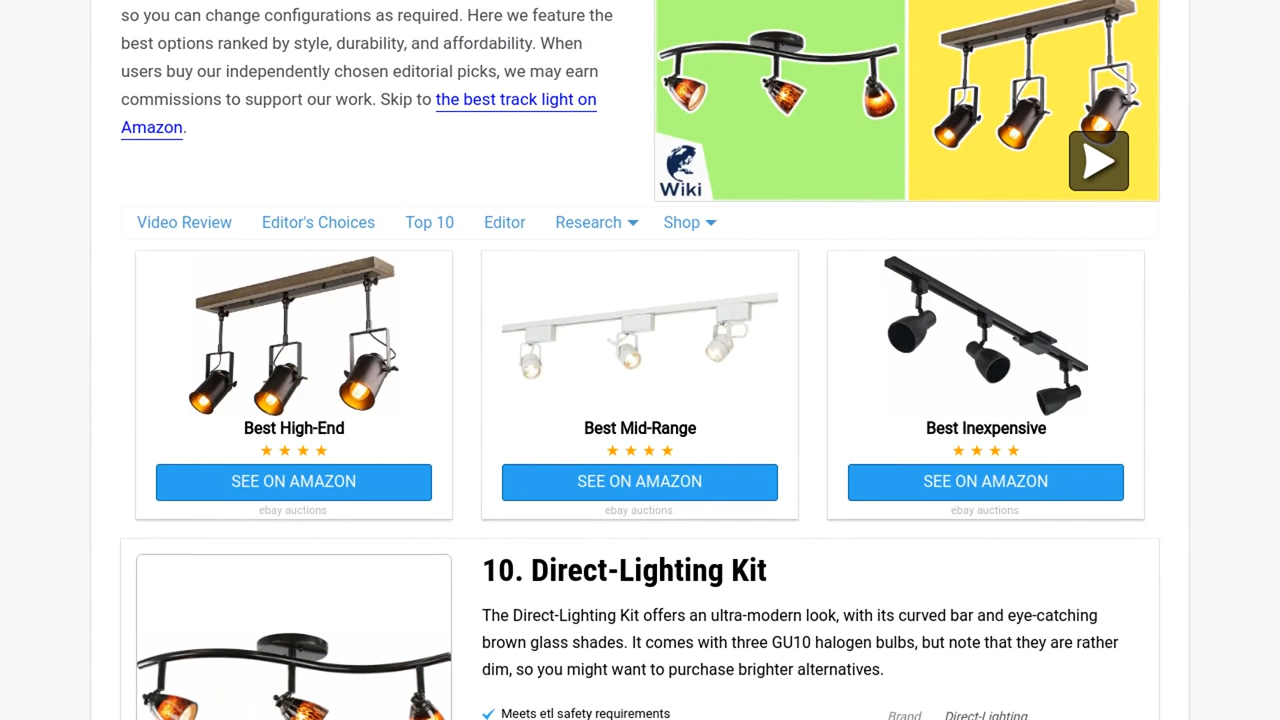 so you can change configurations as required. Here we feature the
best options ranked by style, durability, and affordability. When
users buy our independently chosen editorial picks, we may earn
commissions to support our work. Skip to the best track light on
Amazon.
Wiki
Video Review Editor's Choices Top 10 Editor Research Shop
Best High-End
SEE ON AMAZON
ebay auctions
Best Mid-Range
SEE ON AMAZON
ebay auctions
Best Inexpensive
SEE ON AMAZON
ebay auctions
10. Direct-Lighting Kit
The Direct-Lighting Kit offers an ultra-modern look, with its curved bar and eye-catching
brown glass shades. It comes with three GU10 halogen bulbs, but note that they are rather
dim, so you might want to purchase brighter alternatives.
Meets etl safety requirements
Brand Direct-Lighting